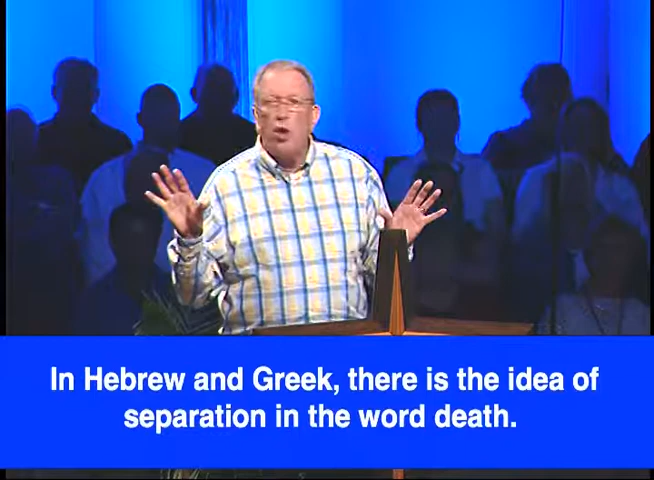 In Hebrew and Greek, there is the idea of
separation in the word death.